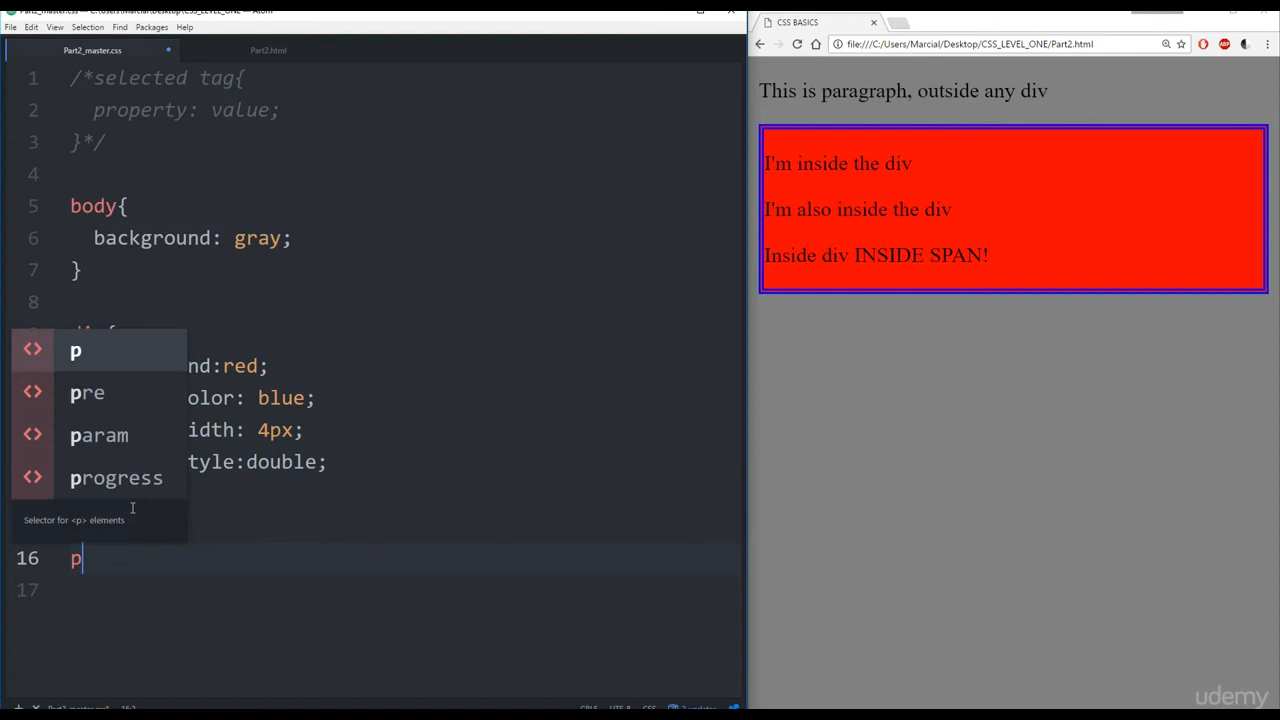 File Edit View Selection Find Packages Help
Part2_master.css
Part2.html
1 /*selected tag{
2 property: value;
3 }*/
4
5 body{
6 background: gray;
7 }
8
nd:red;
olor: blue;
idth: 4px;
tyle:double;
p
pre
param
progress
Selector for <p> elements
16 p
17
CSS BASICS
file:///C:/Users/Marcial/Desktop/CSS_LEVEL_ONE/Part2.html
ABP
This is paragraph, outside any div
I'm inside the div
I'm also inside the div
Inside div INSIDE SPAN!
udemy